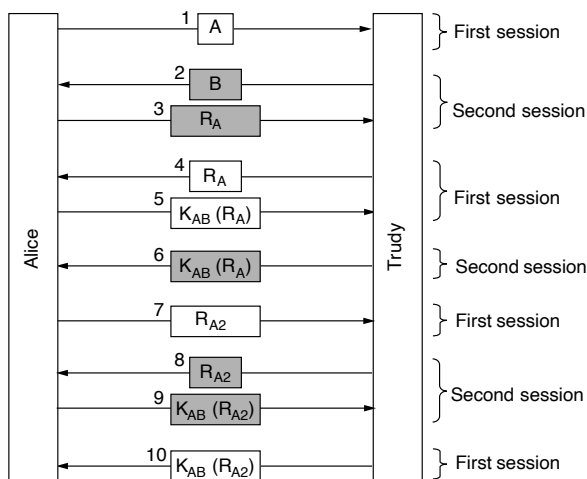 1 A First session
2 B
Second session
3 R_A
4 R_A
First session
5 K_AB (R_A)
6 K_AB (R_A) Second session
7 R_A2 First session
8 R_A2
Second session
9 K_AB (R_A2)
10 K_AB (R_A2) First session
Alice
Trudy